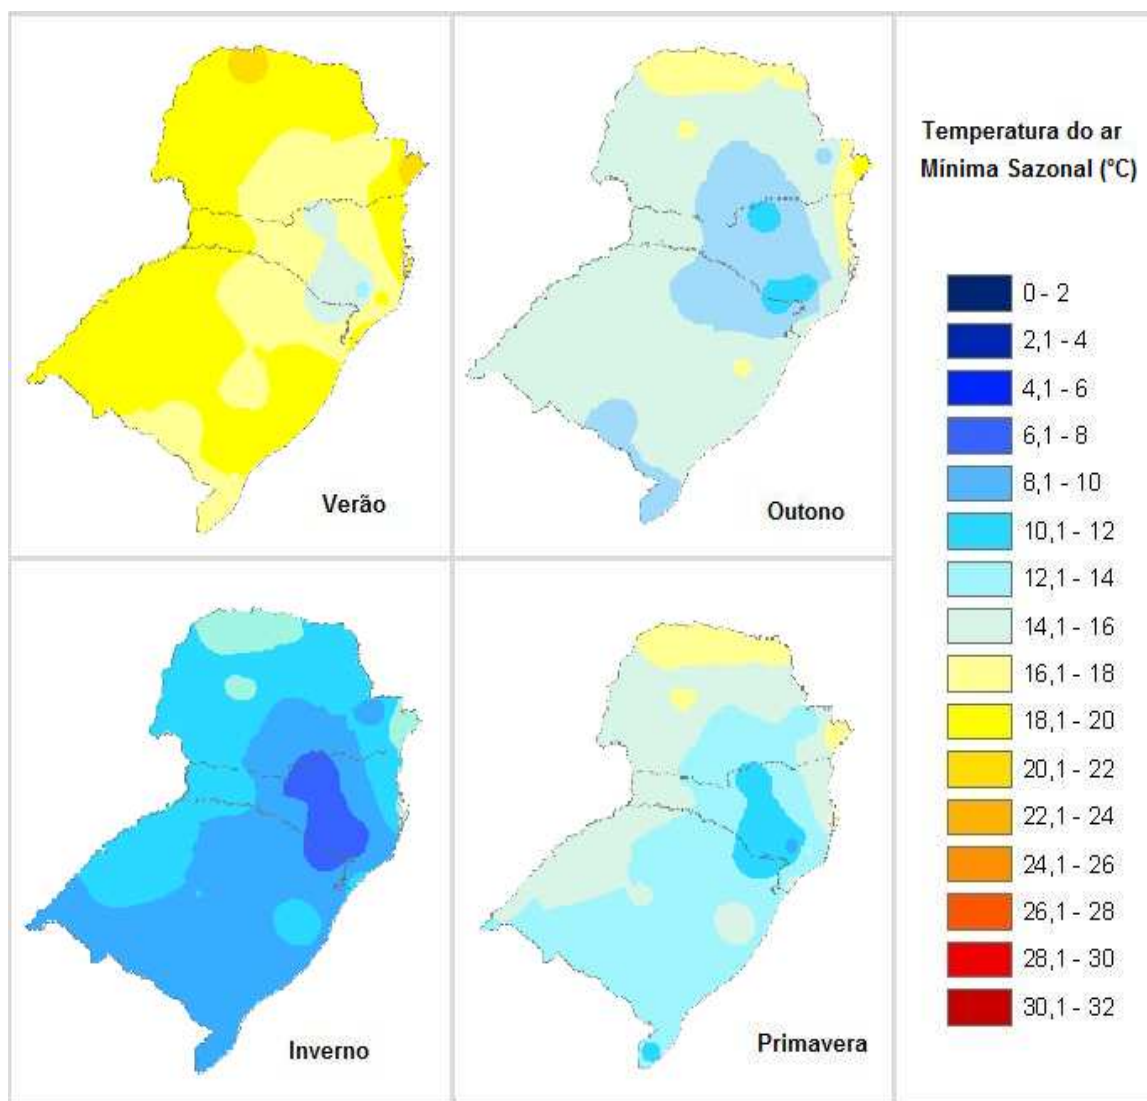 Verão
Outono
Inverno
Primavera
Temperatura do ar
Mínima Sazonal (°C)
0 - 2
2,1 - 4
4,1 - 6
6,1 - 8
8,1 - 10
10,1 - 12
12,1 - 14
14,1 - 16
16,1 - 18
18,1 - 20
20,1 - 22
22,1 - 24
24,1 - 26
26,1 - 28
28,1 - 30
30,1 - 32